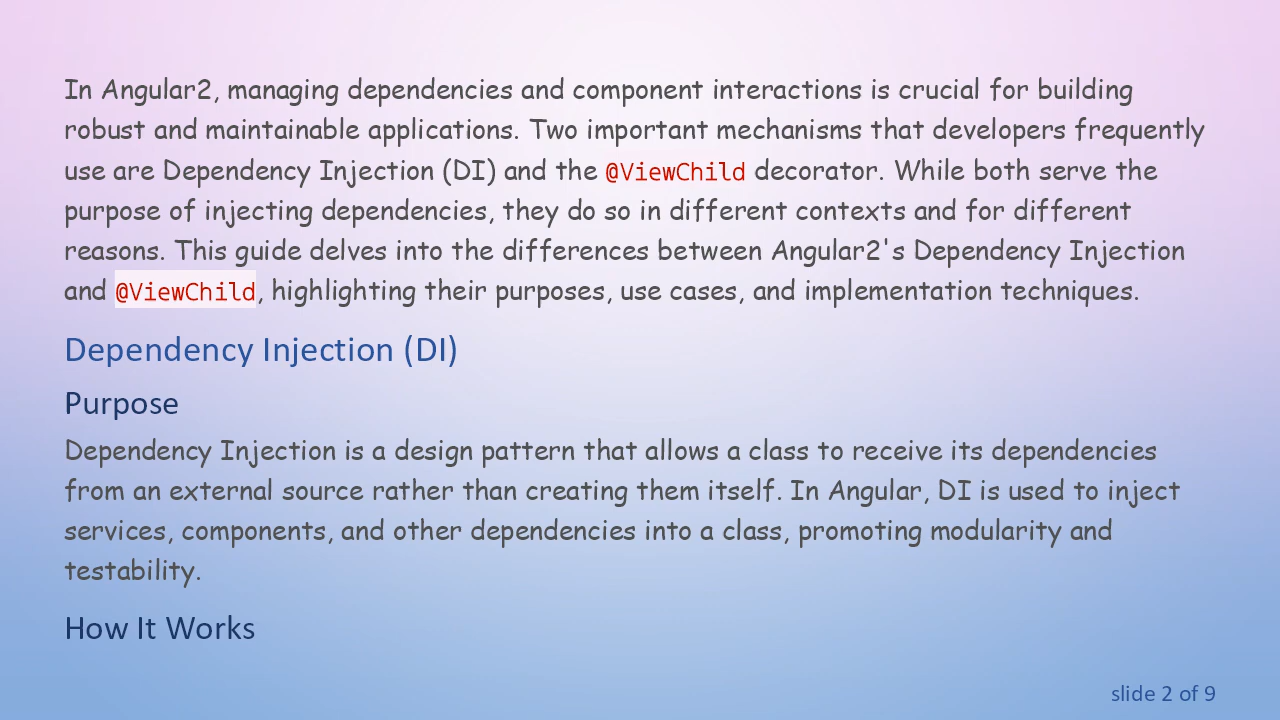 In Angular2, managing dependencies and component interactions is crucial for building
robust and maintainable applications. Two important mechanisms that developers frequently
use are Dependency Injection (DI) and the @ViewChild decorator. While both serve the
purpose of injecting dependencies, they do so in different contexts and for different
reasons. This guide delves into the differences between Angular2's Dependency Injection
and @ViewChild, highlighting their purposes, use cases, and implementation techniques.
Dependency Injection (DI)
Purpose
Dependency Injection is a design pattern that allows a class to receive its dependencies
from an external source rather than creating them itself. In Angular, DI is used to inject
services, components, and other dependencies into a class, promoting modularity and
testability.
How It Works
slide 2 of 9